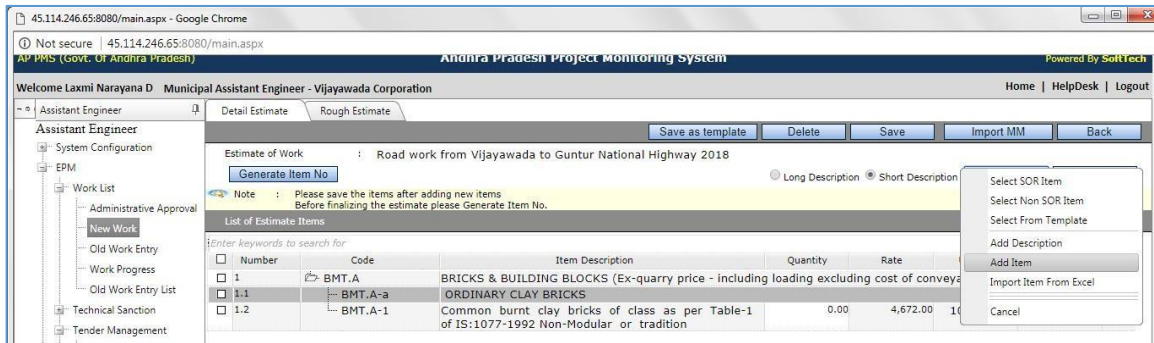 45.114.246.65:8080/main.aspx - Google Chrome
Not secure | 45.114.246.65:8080/main.aspx
AP PMS (Govt. Of Andhra Pradesh) Andhra Pradesh Project Monitoring System Powered By SoftTech
Welcome Laxmi Narayana D Municipal Assistant Engineer - Vijayawada Corporation Home | HelpDesk | Logout
Assistant Engineer
Assistant Engineer
System Configuration
EPM
Work List
Administrative Approval
New Work
Old Work Entry
Work Progress
Old Work Entry List
Technical Sanction
Tender Management
Detail Estimate Rough Estimate
Save as template Delete Save Import MM Back
Estimate of Work : Road work from Vijayawada to Guntur National Highway 2018
Generate Item No Long Description Short Description
Note : Please save the items after adding new items
Before finalizing the estimate please Generate Item No.
List of Estimate Items
Enter keywords to search for
Number Code Item Description Quantity Rate
1 BMT.A BRICKS & BUILDING BLOCKS (Ex-quarry price - including loading excluding cost of conveya
1.1 BMT.A-a ORDINARY CLAY BRICKS
1.2 BMT.A-1 Common burnt clay bricks of class as per Table-1 0.00 4,672.00 10
of IS:1077-1992 Non-Modular or tradition
Select SOR Item
Select Non SOR Item
Select From Template
Add Description
Add Item
Import Item From Excel
Cancel